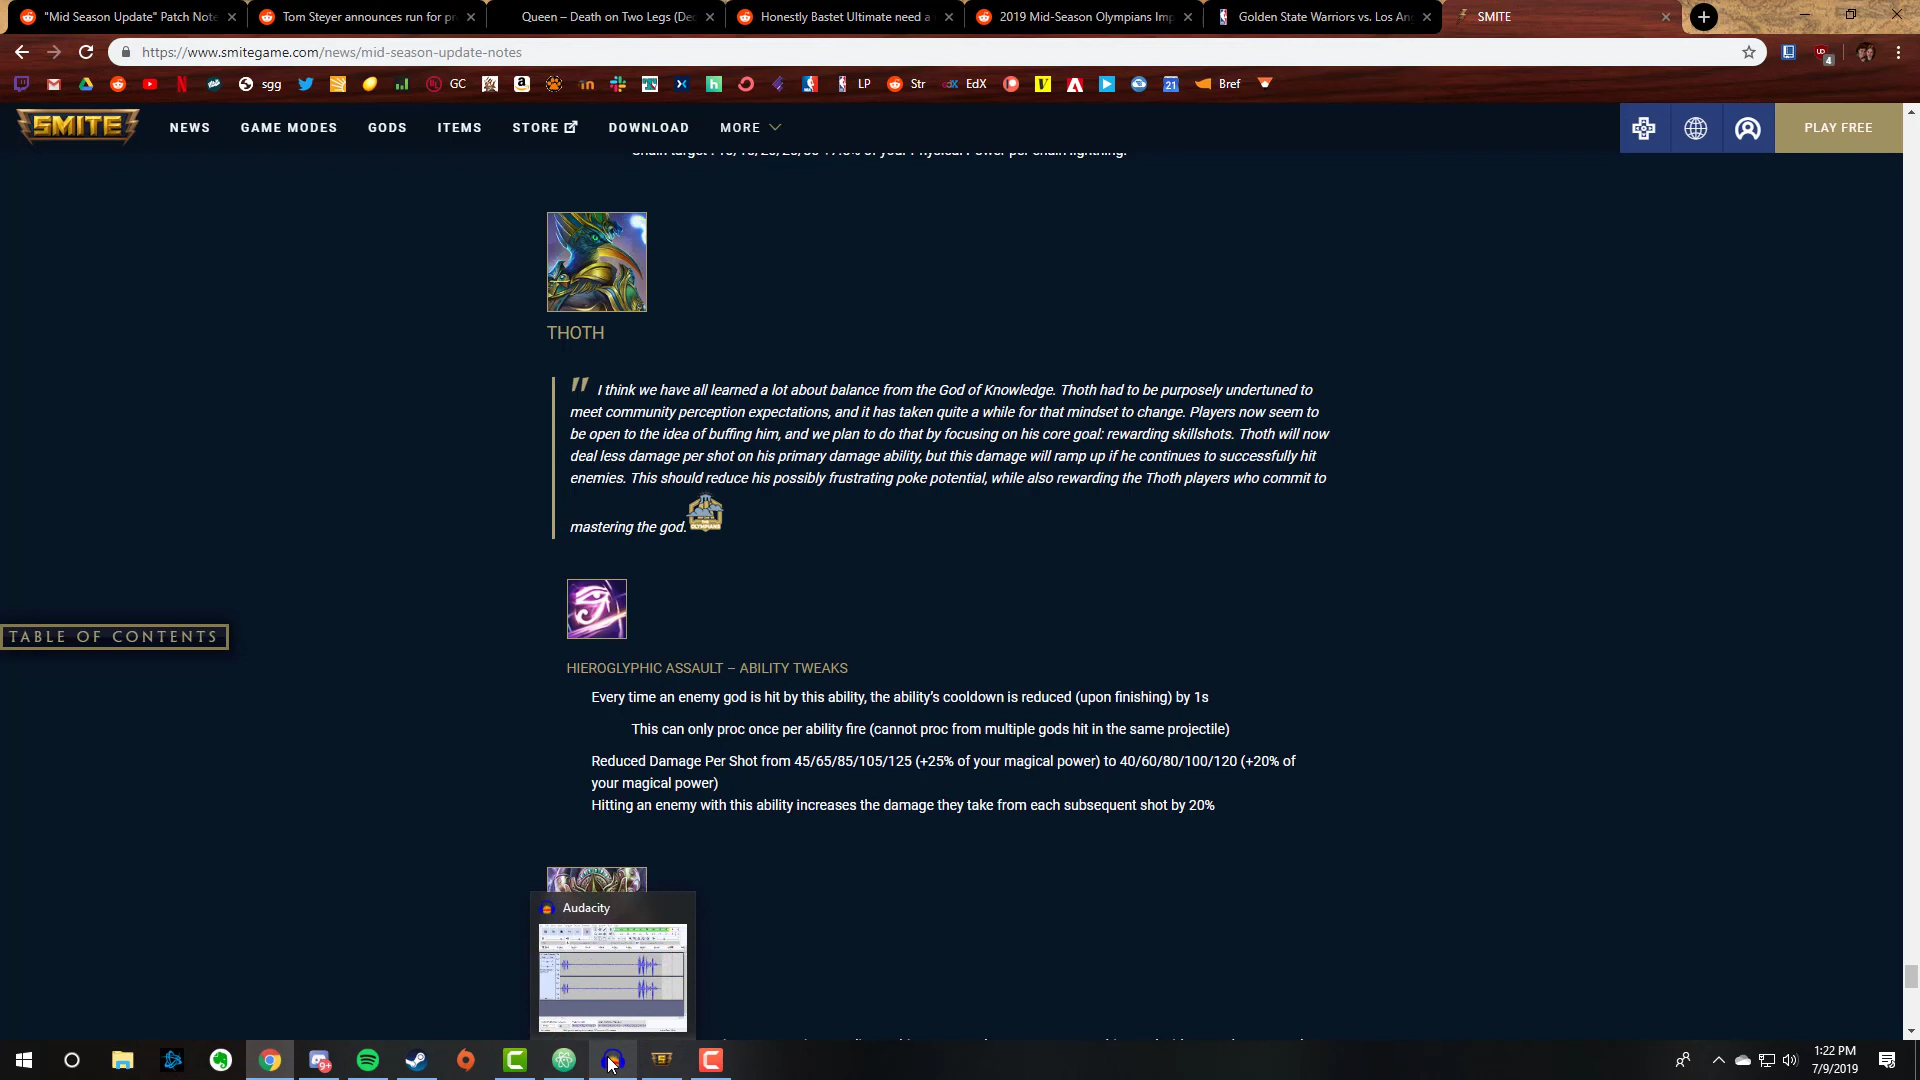 "Mid Season Update" Patch Note
Tom Steyer announces run for pr
Queen – Death on Two Legs (Dec
Honestly Bastet Ultimate need a
2019 Mid-Season Olympians Imp
Golden State Warriors vs. Los An
SMITE
https://www.smitegame.com/news/mid-season-update-notes
4
sgg
GC
in
h
LP
Str
edX
EdX
21
Bref
SMITE
NEWS
GAME MODES
GODS
ITEMS
STORE
DOWNLOAD
MORE
PLAY FREE
THOTH
" I think we have all learned a lot about balance from the God of Knowledge. Thoth had to be purposely undertuned to
meet community perception expectations, and it has taken quite a while for that mindset to change. Players now seem to
be open to the idea of buffing him, and we plan to do that by focusing on his core goal: rewarding skillshots. Thoth will now
deal less damage per shot on his primary damage ability, but this damage will ramp up if he continues to successfully hit
enemies. This should reduce his possibly frustrating poke potential, while also rewarding the Thoth players who commit to
mastering the god.
OLYMPIANS
TABLE OF CONTENTS
HIEROGLYPHIC ASSAULT – ABILITY TWEAKS
Every time an enemy god is hit by this ability, the ability's cooldown is reduced (upon finishing) by 1s
This can only proc once per ability fire (cannot proc from multiple gods hit in the same projectile)
Reduced Damage Per Shot from 45/65/85/105/125 (+25% of your magical power) to 40/60/80/100/120 (+20% of
your magical power)
Hitting an enemy with this ability increases the damage they take from each subsequent shot by 20%
Audacity
9+
1:22 PM
7/9/2019